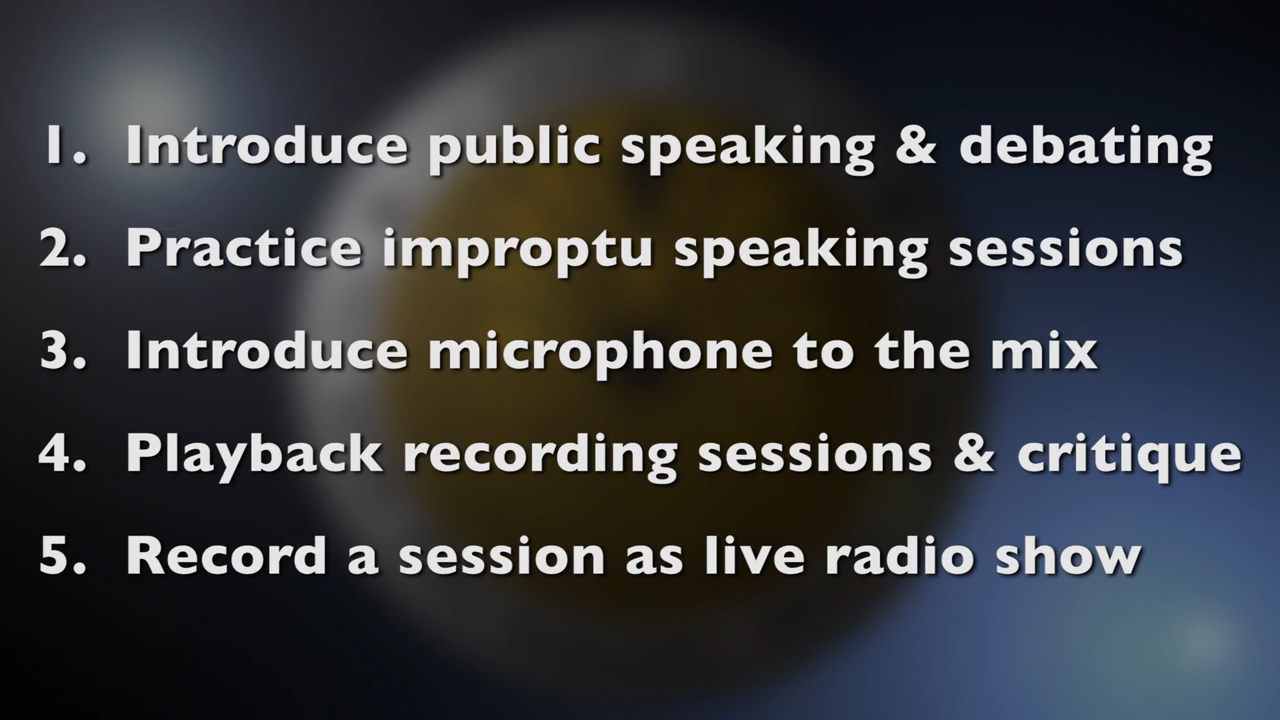 1. Introduce public speaking & debating
2. Practice improptu speaking sessions
3. Introduce microphone to the mix
4. Playback recording sessions & critique
5. Record a session as live radio show